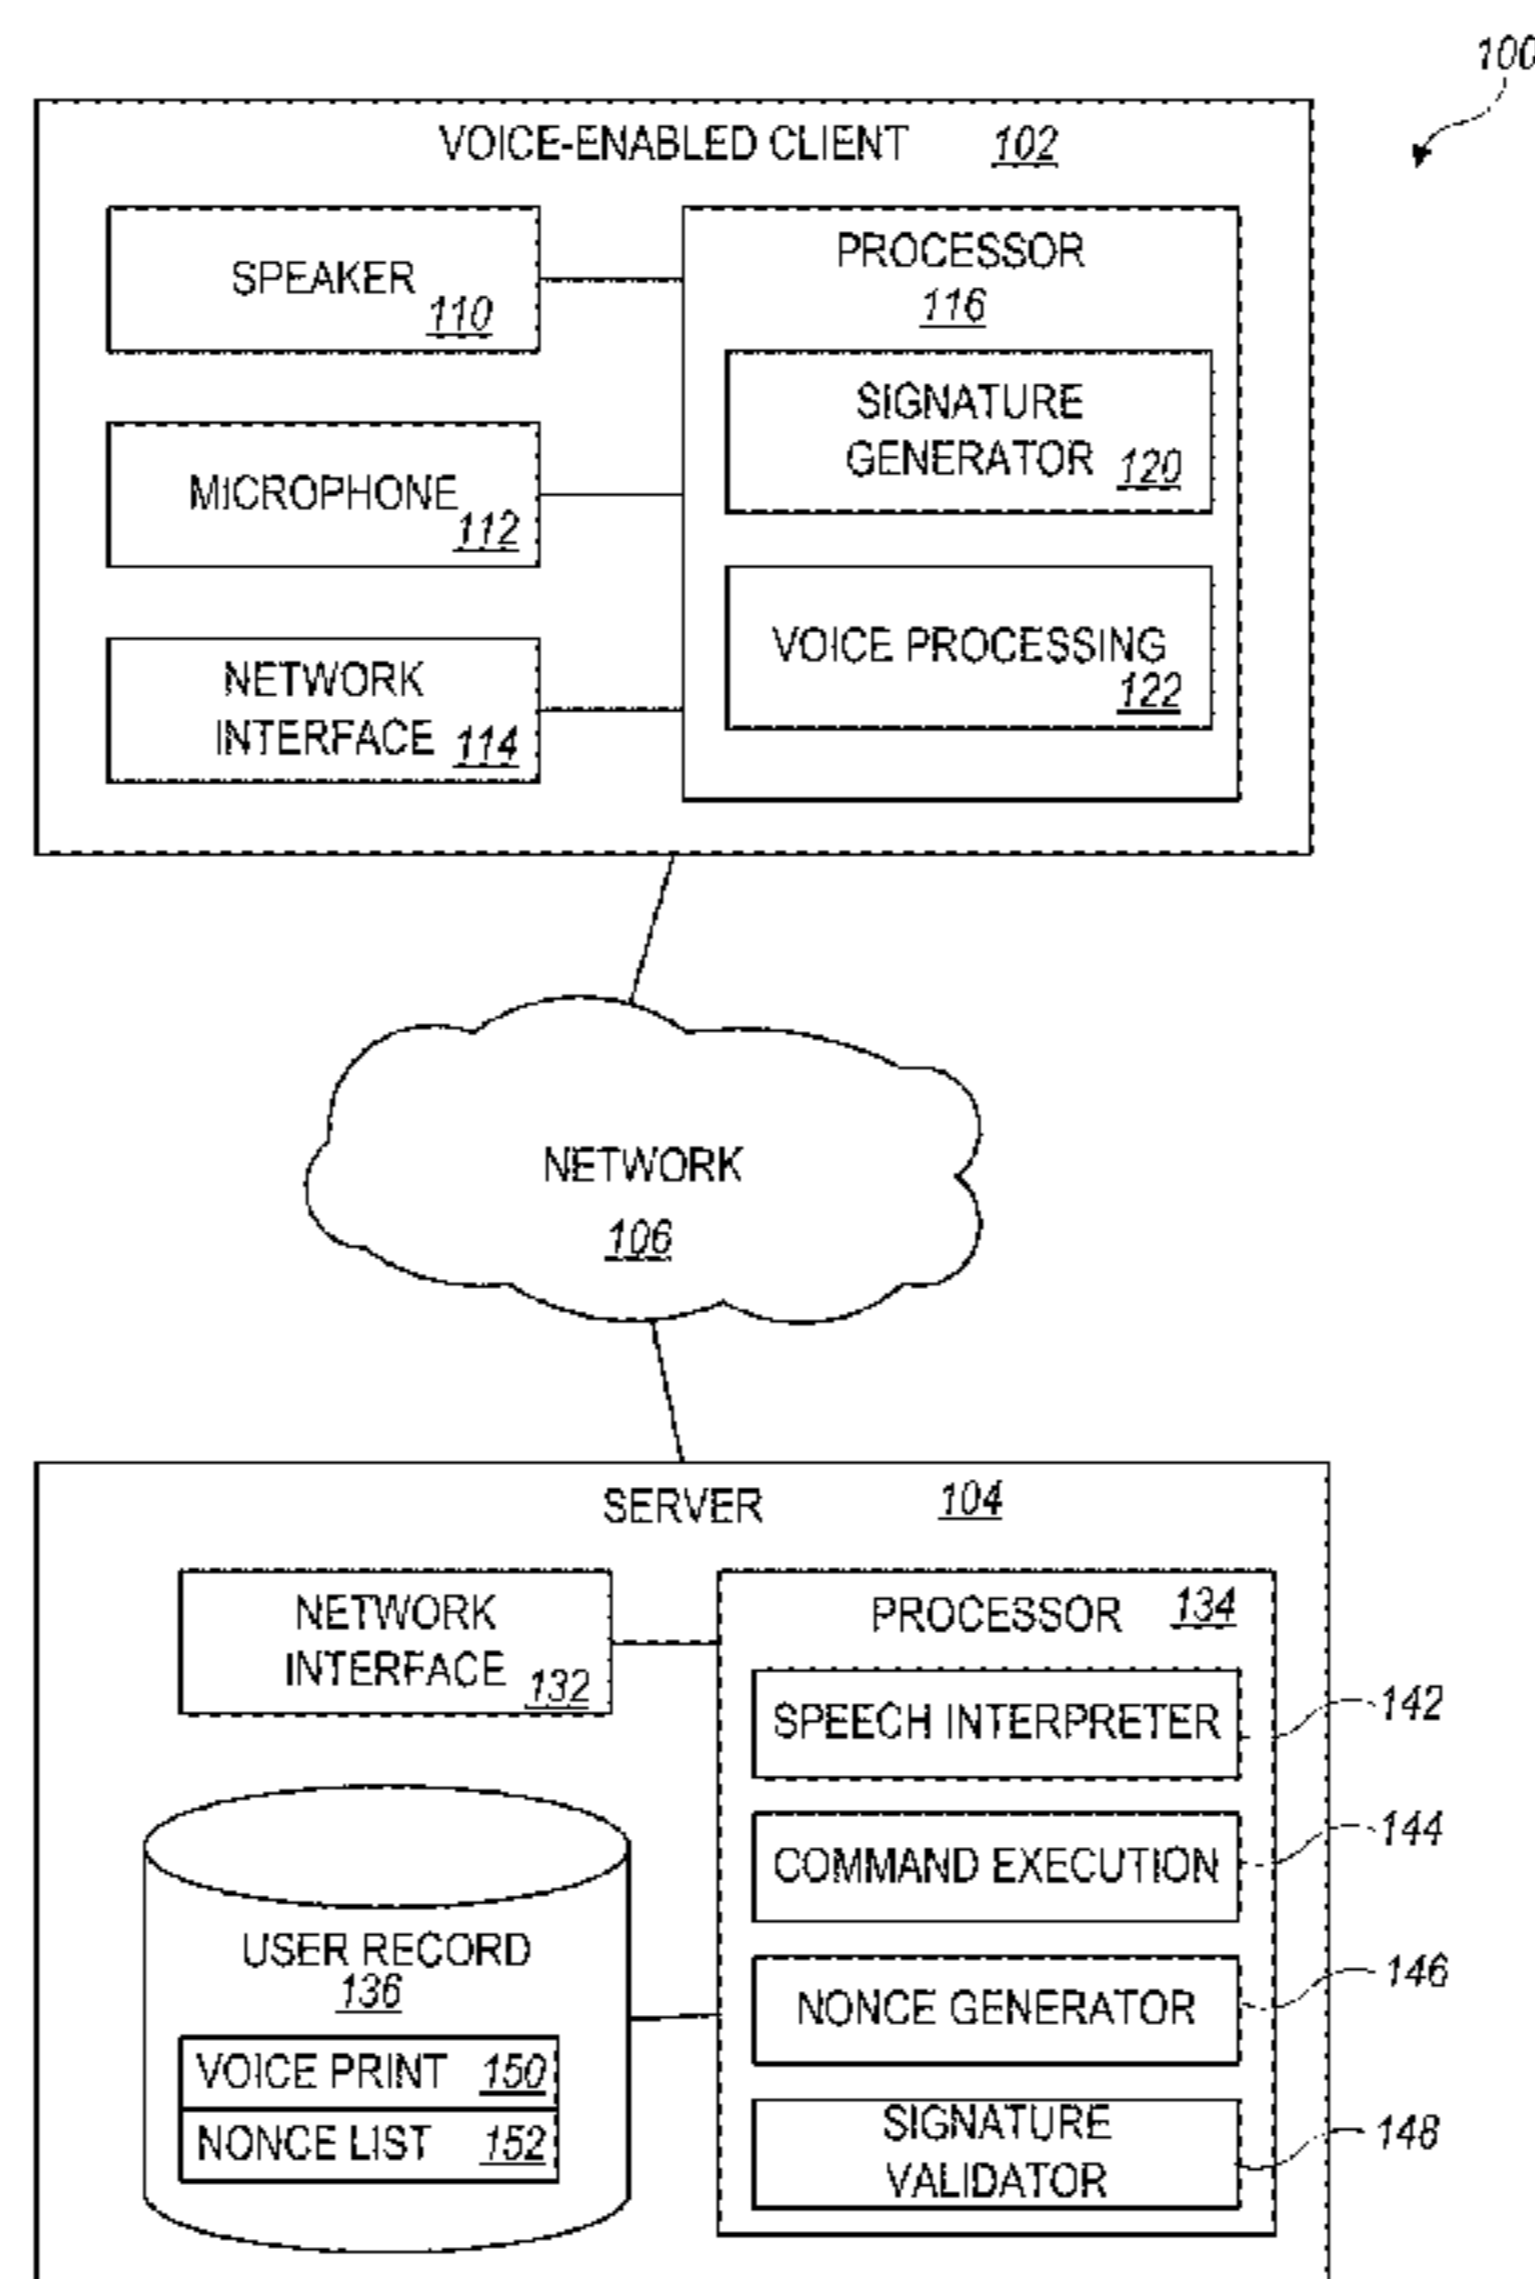 100
VOICE-ENABLED CLIENT 102
SPEAKER 110
MICROPHONE 112
NETWORK
INTERFACE 114
PROCESSOR
116
SIGNATURE
GENERATOR 120
VOICE PROCESSING
122
NETWORK
106
SERVER 104
NETWORK
INTERFACE 132
USER RECORD
136
VOICE PRINT 150
NONCE LIST 152
PROCESSOR 134
SPEECH INTERPRETER 142
COMMAND EXECUTION 144
NONCE GENERATOR 146
SIGNATURE
VALIDATOR 148